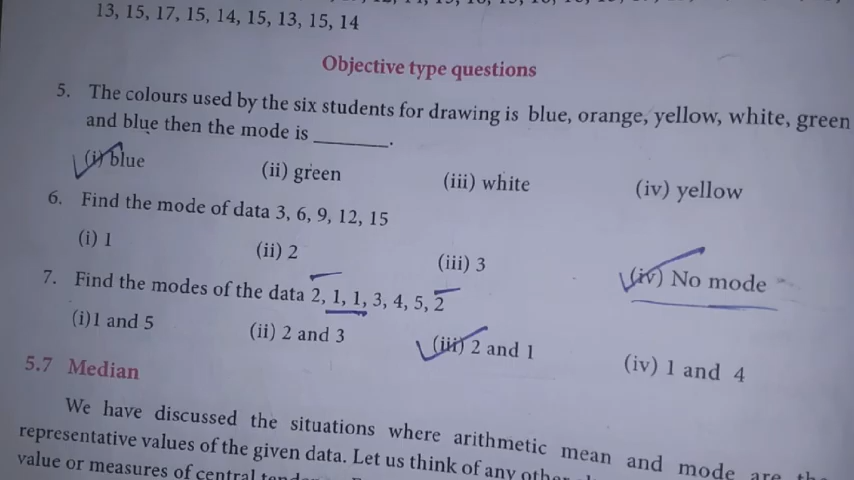 13, 15, 17, 15, 14, 15, 13, 15, 14
Objective type questions
5. The colours used by the six students for drawing is blue, orange, yellow, white, green
and blue then the mode is ________.
(i) blue (ii) green (iii) white (iv) yellow
6. Find the mode of data 3, 6, 9, 12, 15
(i) 1 (ii) 2 (iii) 3 (iv) No mode
7. Find the modes of the data 2, 1, 1, 3, 4, 5, 2
(i)1 and 5 (ii) 2 and 3 (iii) 2 and 1 (iv) 1 and 4
5.7 Median
We have discussed the situations where arithmetic mean and mode are the
representative values of the given data. Let us think of any other
value or measures of central